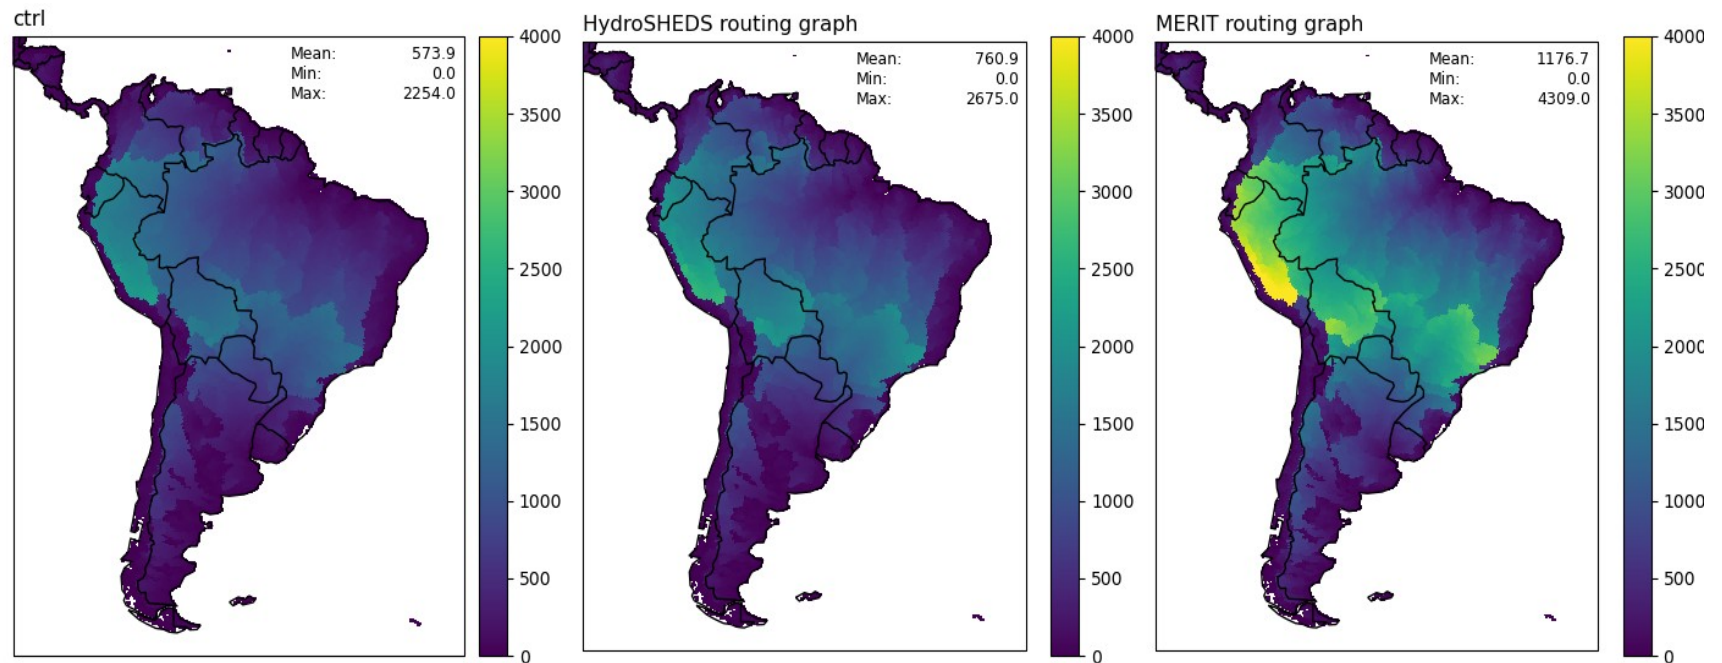 ctrl
Mean: 573.9
Min: 0.0
Max: 2254.0
4000
3500
3000
2500
2000
1500
1000
500
0
HydroSHEDS routing graph
Mean: 760.9
Min: 0.0
Max: 2675.0
4000
3500
3000
2500
2000
1500
1000
500
0
MERIT routing graph
Mean: 1176.7
Min: 0.0
Max: 4309.0
4000
3500
3000
2500
2000
1500
1000
500
0